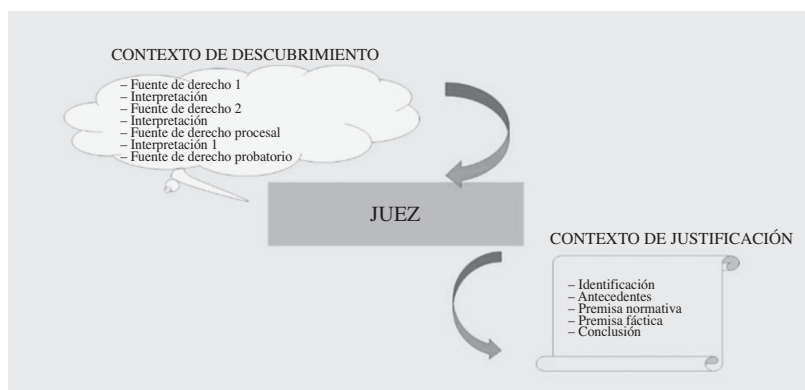 CONTEXTO DE DESCUBRIMIENTO
– Fuente de derecho 1
– Interpretación
– Fuente de derecho 2
– Interpretación
– Fuente de derecho procesal
– Interpretación 1
– Fuente de derecho probatorio
JUEZ
CONTEXTO DE JUSTIFICACIÓN
– Identificación
– Antecedentes
– Premisa normativa
– Premisa fáctica
– Conclusión